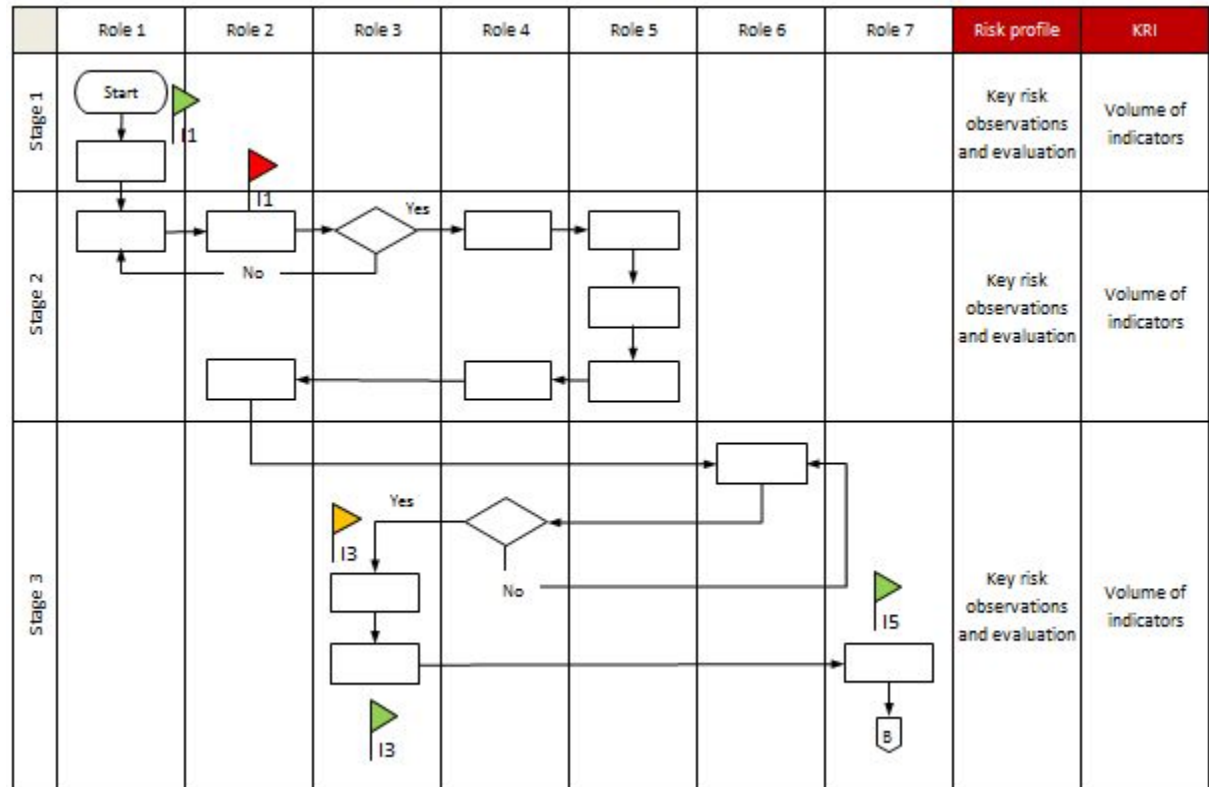 Role 1
Role 2
Role 3
Role 4
Role 5
Role 6
Role 7
Risk profile
KRI
Stage 1
Start
I1
I1
Key risk
observations
and evaluation
Volume of
indicators
Stage 2
Yes
No
Key risk
observations
and evaluation
Volume of
indicators
Stage 3
Yes
I3
No
I5
I3
B
Key risk
observations
and evaluation
Volume of
indicators